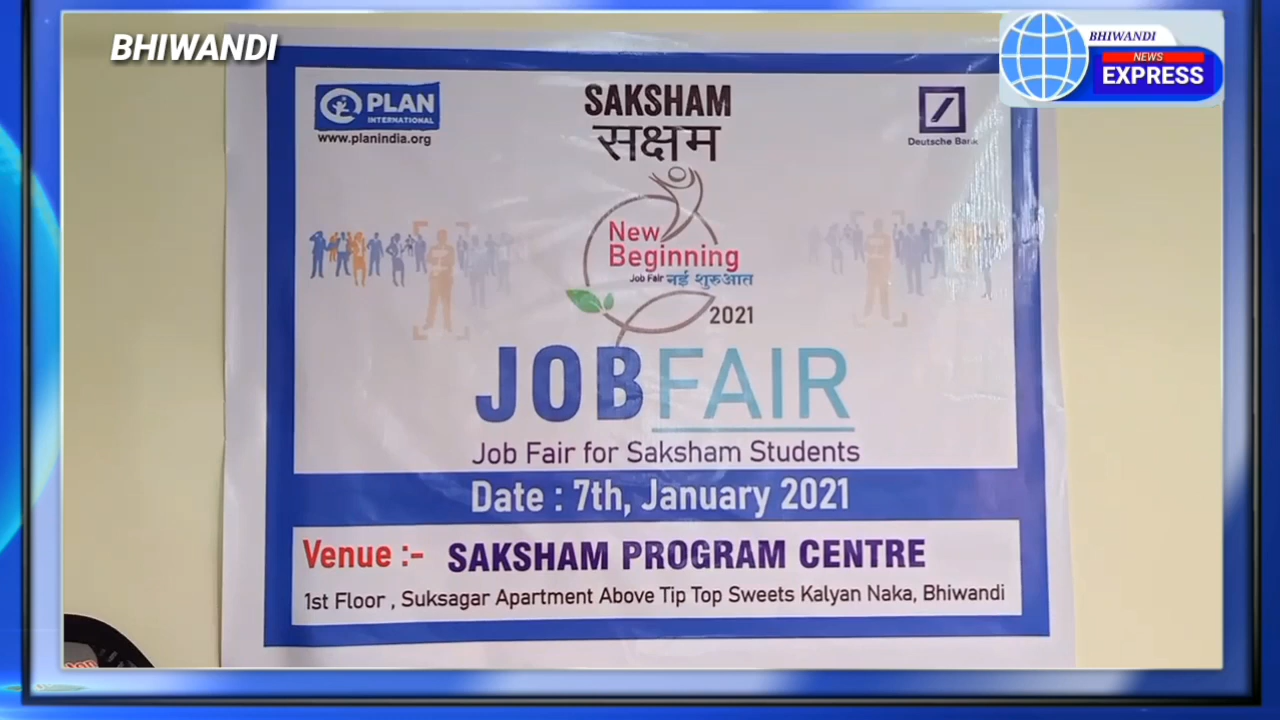 BHIWANDI
BHIWANDI
NEWS
EXPRESS
PLAN
INTERNATIONAL
www.planindia.org
SAKSHAM
सक्षम
Deutsche Bank
New
Beginning
Job Fair नई शुरुआत
2021
JOB FAIR
Job Fair for Saksham Students
Date : 7th, January 2021
Venue :- SAKSHAM PROGRAM CENTRE
1st Floor , Suksagar Apartment Above Tip Top Sweets Kalyan Naka, Bhiwandi